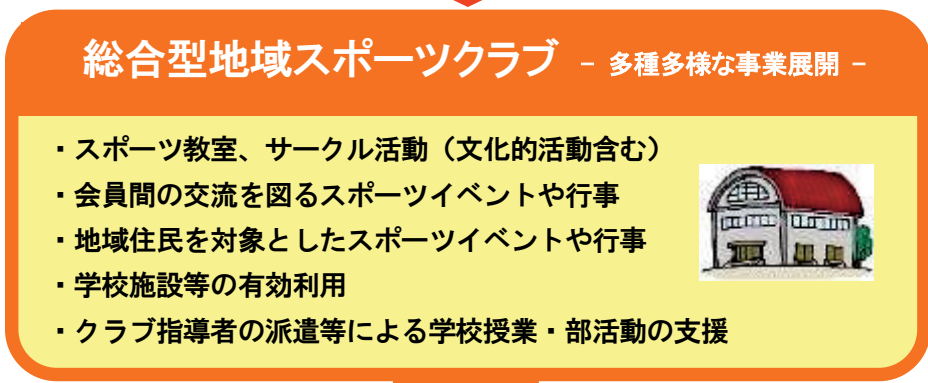 総合型地域スポーツクラブ － 多種多様な事業展開 －
・スポーツ教室、サークル活動（文化的活動含む）
・会員間の交流を図るスポーツイベントや行事
・地域住民を対象としたスポーツイベントや行事
・学校施設等の有効利用
・クラブ指導者の派遣等による学校授業・部活動の支援